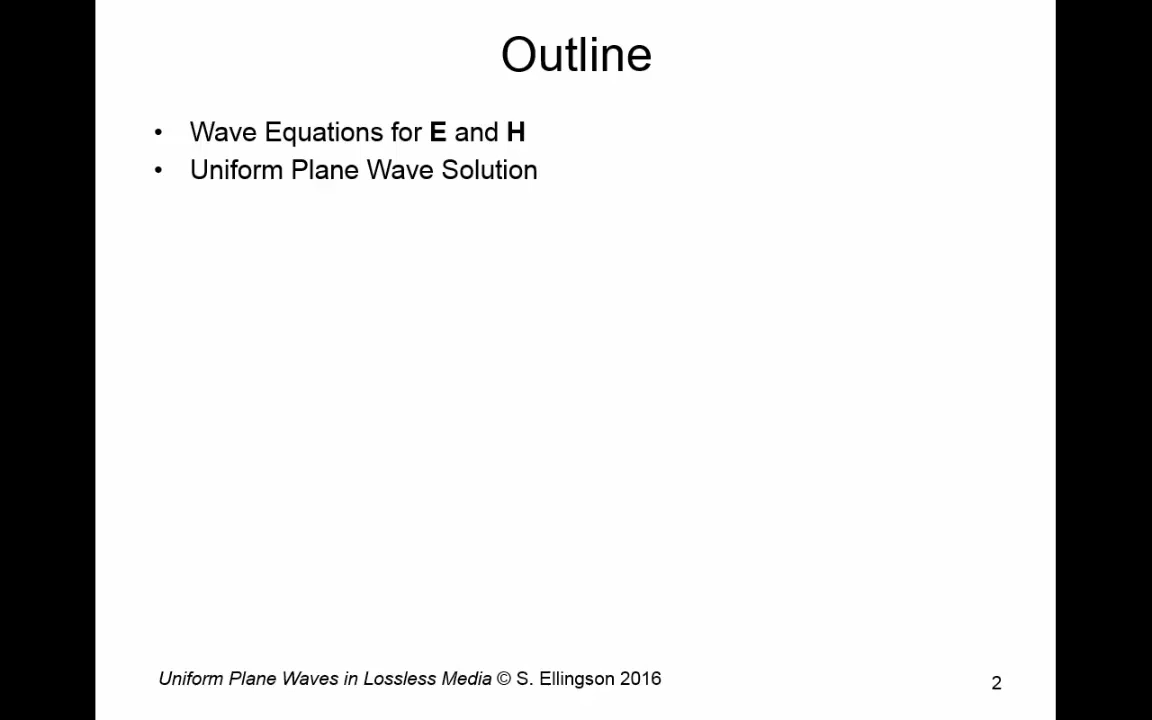 Outline
• Wave Equations for E and H
• Uniform Plane Wave Solution
Uniform Plane Waves in Lossless Media © S. Ellingson 2016
2